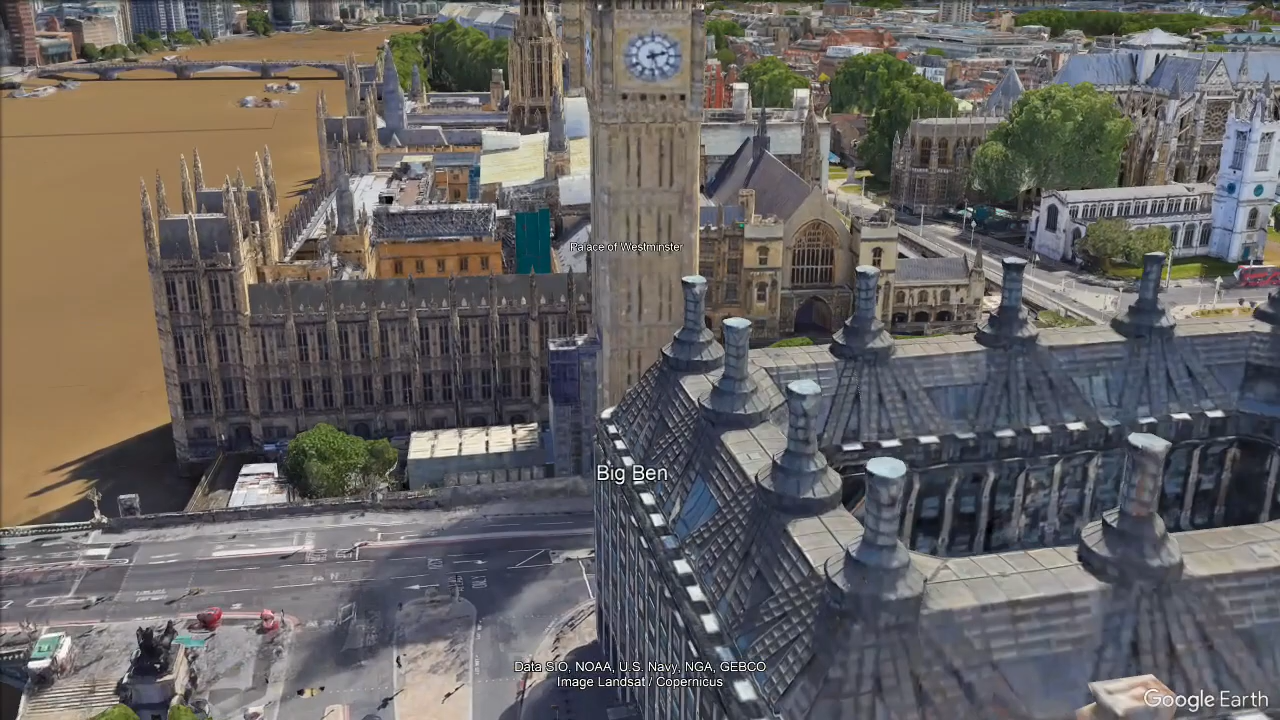 Palace of Westminster
Big Ben
Data SIO, NOAA, U.S. Navy, NGA, GEBCO
Image Landsat / Copernicus
Google Earth